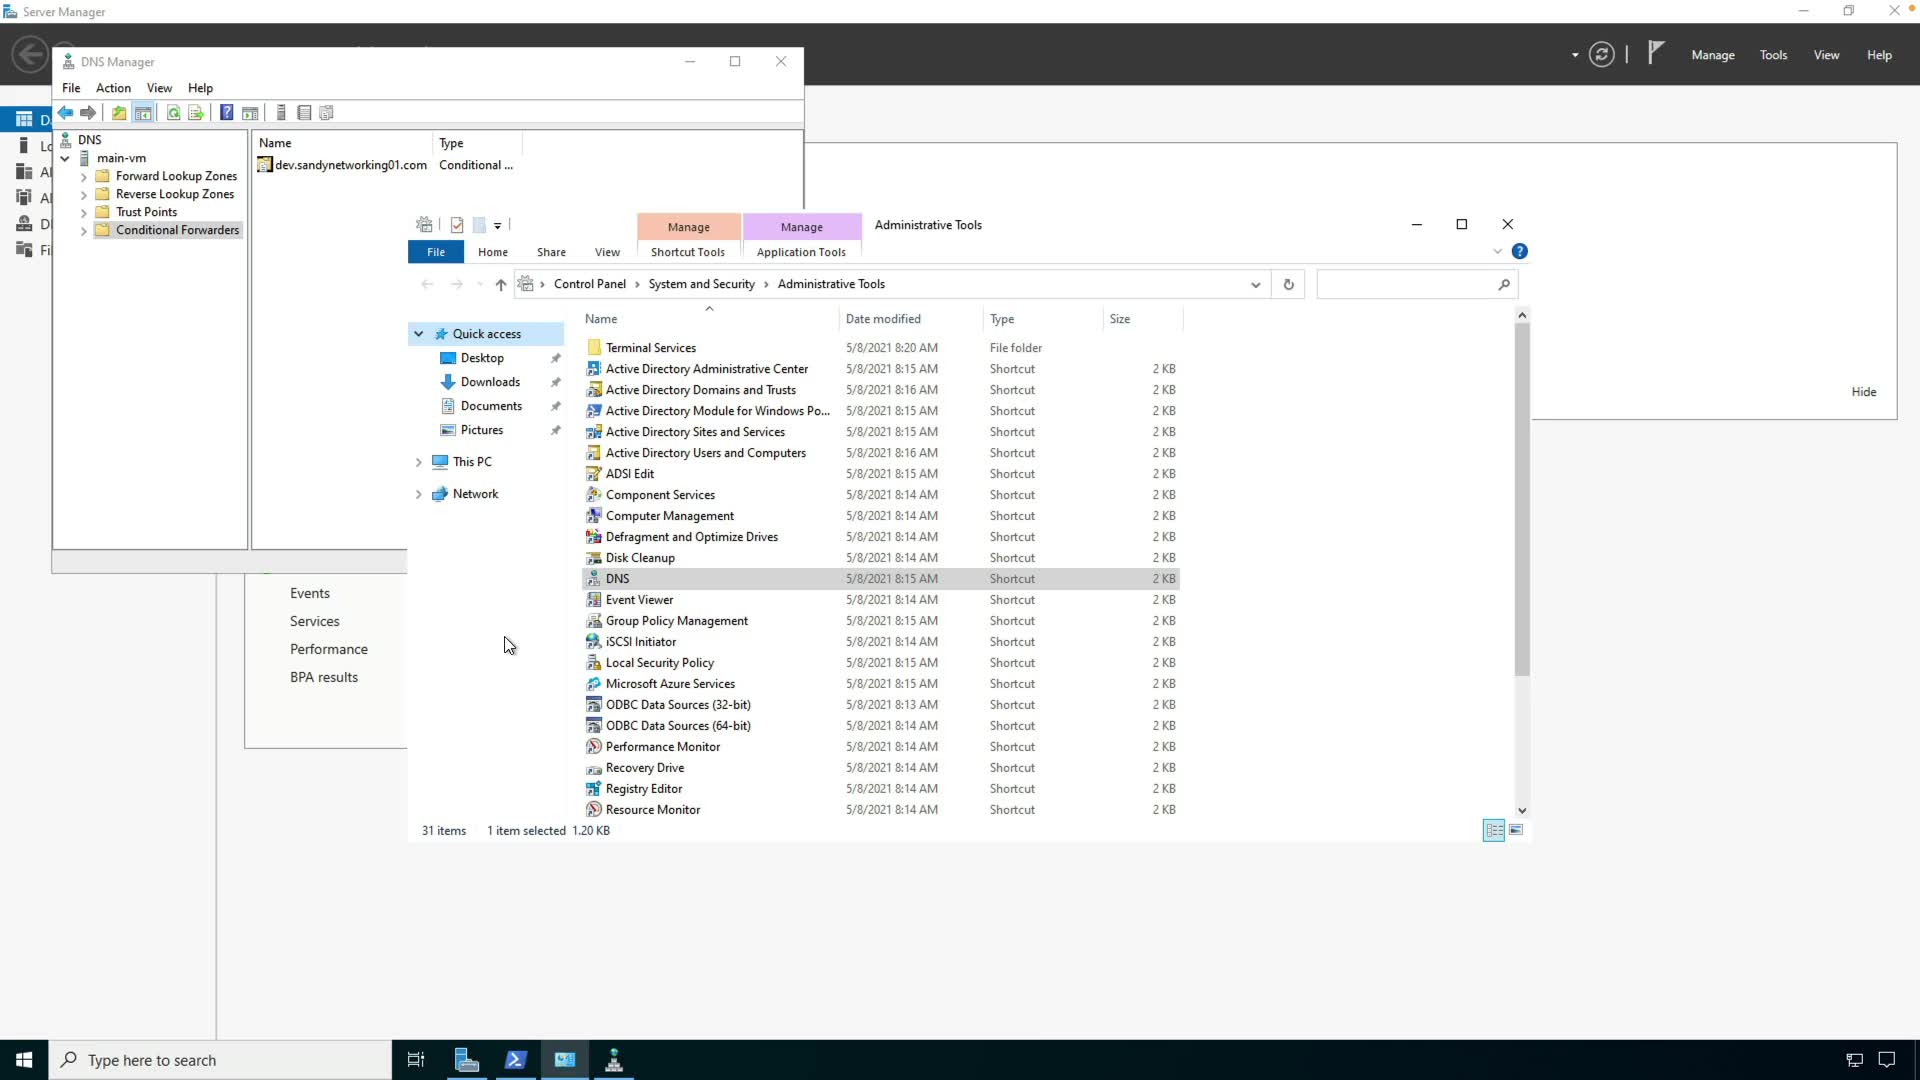 Server Manager
Manage Tools View Help
DNS Manager
File Action View Help
DNS
main-vm
Forward Lookup Zones
Reverse Lookup Zones
Trust Points
Conditional Forwarders
Name Type
dev.sandynetworking01.com Conditional ...
Manage Manage Administrative Tools
File Home Share View Shortcut Tools Application Tools
Control Panel › System and Security › Administrative Tools
Quick access
Desktop
Downloads
Documents
Pictures
This PC
Network
Name Date modified Type Size
Terminal Services 5/8/2021 8:20 AM File folder
Active Directory Administrative Center 5/8/2021 8:15 AM Shortcut 2 KB
Active Directory Domains and Trusts 5/8/2021 8:16 AM Shortcut 2 KB
Active Directory Module for Windows Po... 5/8/2021 8:15 AM Shortcut 2 KB
Active Directory Sites and Services 5/8/2021 8:15 AM Shortcut 2 KB
Active Directory Users and Computers 5/8/2021 8:16 AM Shortcut 2 KB
ADSI Edit 5/8/2021 8:15 AM Shortcut 2 KB
Component Services 5/8/2021 8:14 AM Shortcut 2 KB
Computer Management 5/8/2021 8:14 AM Shortcut 2 KB
Defragment and Optimize Drives 5/8/2021 8:14 AM Shortcut 2 KB
Disk Cleanup 5/8/2021 8:14 AM Shortcut 2 KB
DNS 5/8/2021 8:15 AM Shortcut 2 KB
Event Viewer 5/8/2021 8:14 AM Shortcut 2 KB
Group Policy Management 5/8/2021 8:15 AM Shortcut 2 KB
iSCSI Initiator 5/8/2021 8:14 AM Shortcut 2 KB
Local Security Policy 5/8/2021 8:15 AM Shortcut 2 KB
Microsoft Azure Services 5/8/2021 8:15 AM Shortcut 2 KB
ODBC Data Sources (32-bit) 5/8/2021 8:13 AM Shortcut 2 KB
ODBC Data Sources (64-bit) 5/8/2021 8:14 AM Shortcut 2 KB
Performance Monitor 5/8/2021 8:14 AM Shortcut 2 KB
Recovery Drive 5/8/2021 8:14 AM Shortcut 2 KB
Registry Editor 5/8/2021 8:14 AM Shortcut 2 KB
Resource Monitor 5/8/2021 8:14 AM Shortcut 2 KB
31 items 1 item selected 1.20 KB
Hide
Events
Services
Performance
BPA results
Type here to search